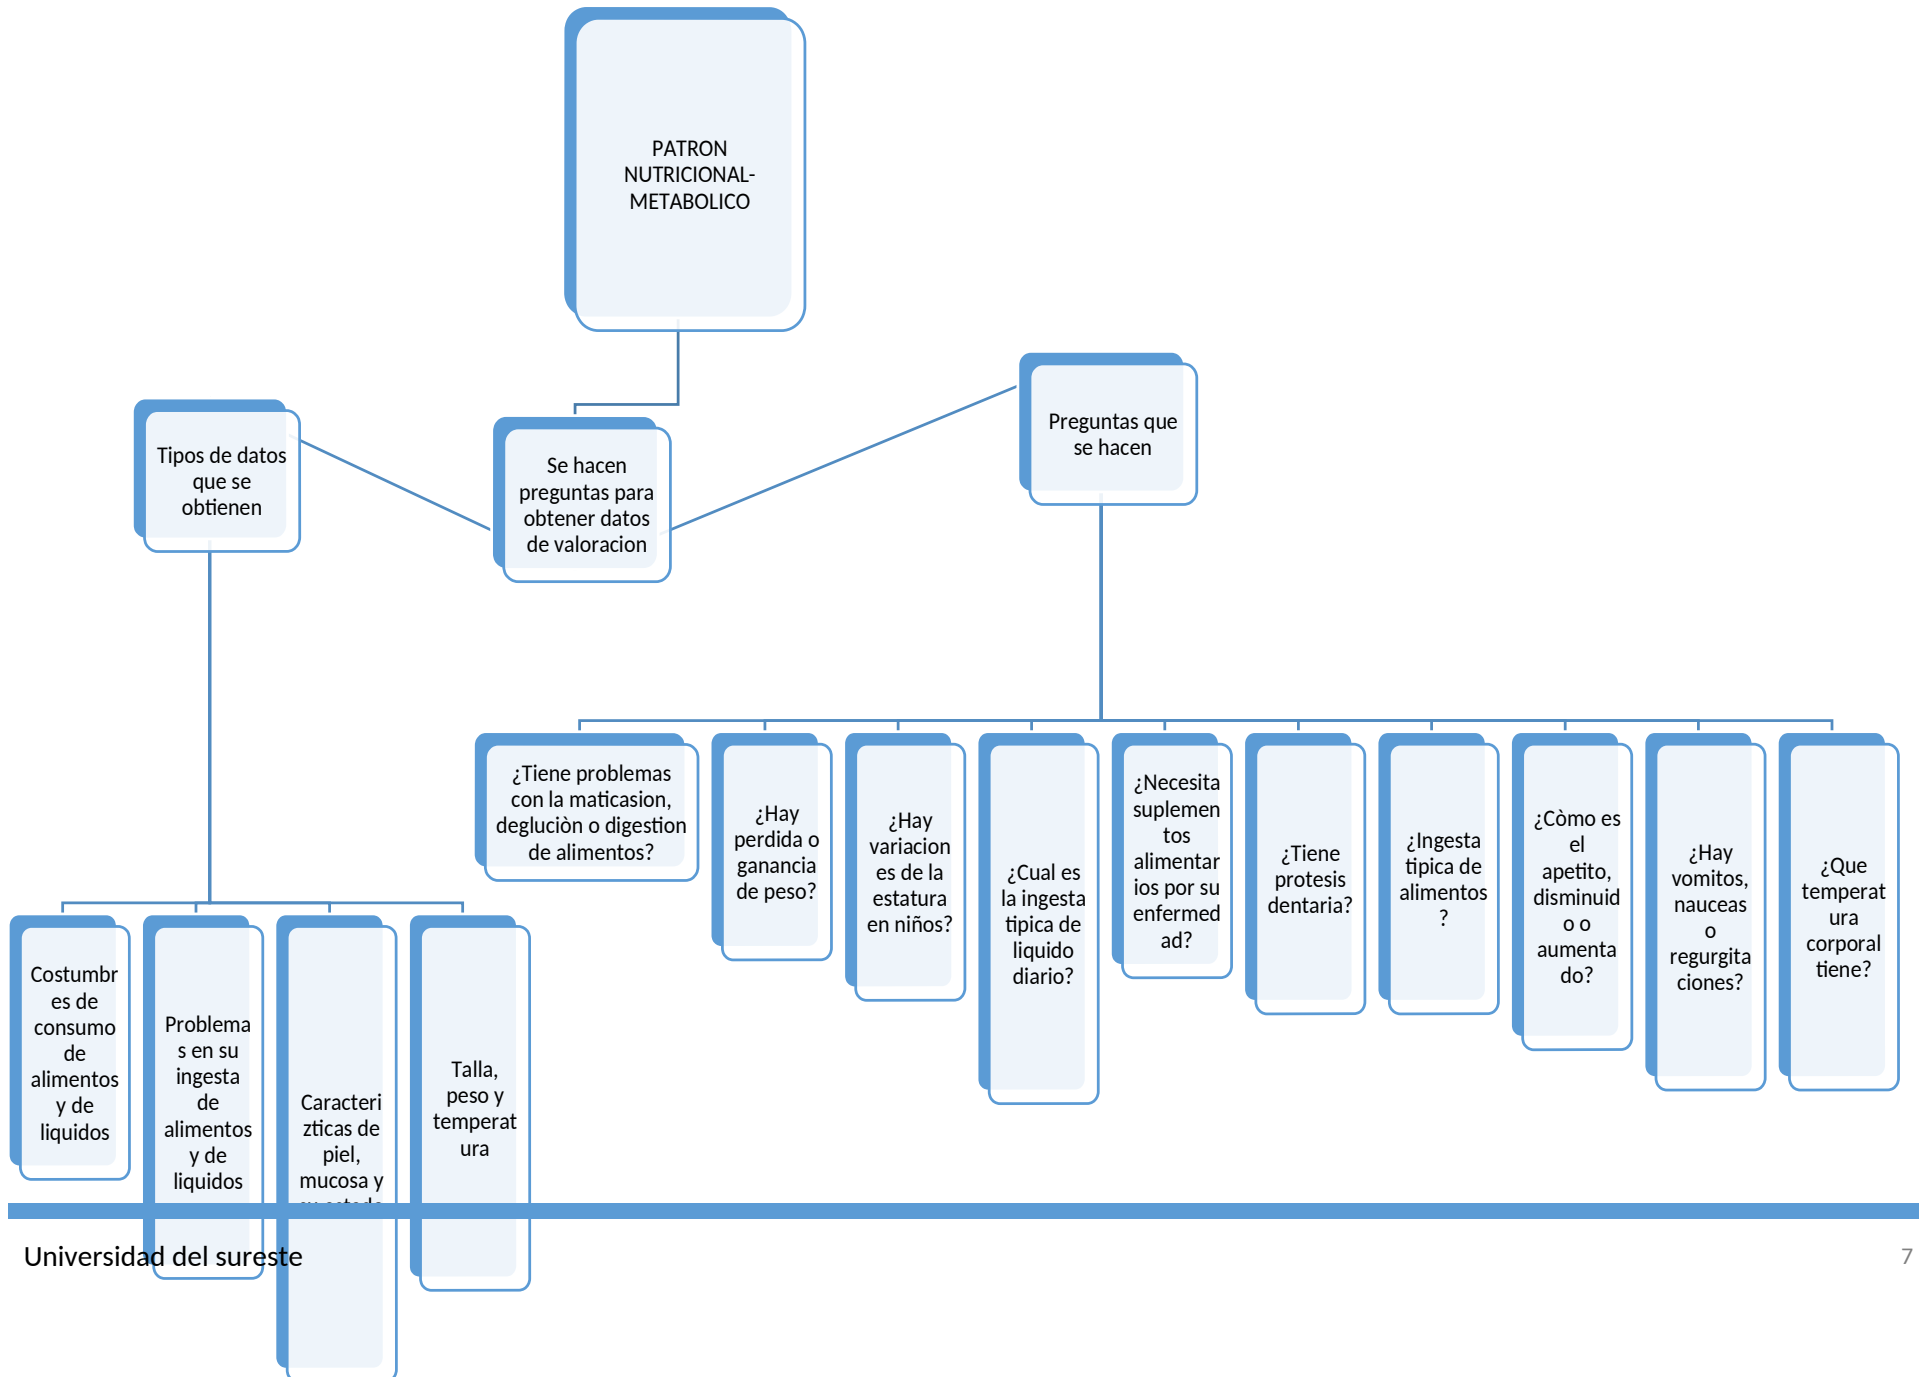 PATRON
NUTRICIONAL-
METABOLICO
Tipos de datos
que se
obtienen
Se hacen
preguntas para
obtener datos
de valoracion
Preguntas que
se hacen
¿Tiene problemas
con la maticasion,
degluciòn o digestion
de alimentos?
¿Hay
perdida o
ganancia
de peso?
¿Hay
variacion
es de la
estatura
en niños?
¿Cual es
la ingesta
tipica de
liquido
diario?
¿Necesita
suplemen
tos
alimentar
ios por su
enfermed
ad?
¿Tiene
protesis
dentaria?
¿Ingesta
tipica de
alimentos
?
¿Còmo es
el
apetito,
disminuid
o o
aumenta
do?
¿Hay
vomitos,
nauceas
o
regurgita
ciones?
¿Que
temperat
ura
corporal
tiene?
Costumbr
es de
consumo
de
alimentos
y de
liquidos
Problema
s en su
ingesta
de
alimentos
y de
liquidos
Caracteri
zticas de
piel,
mucosa y
Talla,
peso y
temperat
ura
Universidad del sureste
7